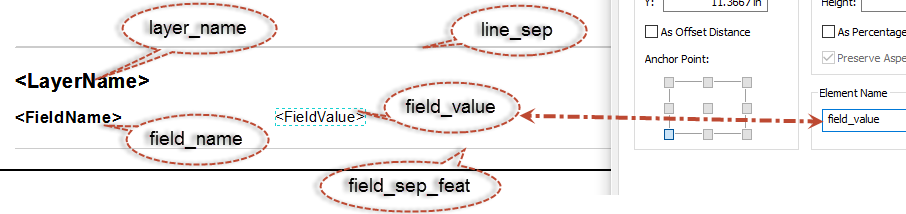 Y:
11.3667 in
Height:
layer_name
line_sep
As Offset Distance
As Percentage
Anchor Point:
Preserve Aspe
<LayerName>
Element Name
<FieldName>
<FieldValue>
field_value
field_value
field_name
field_sep_feat